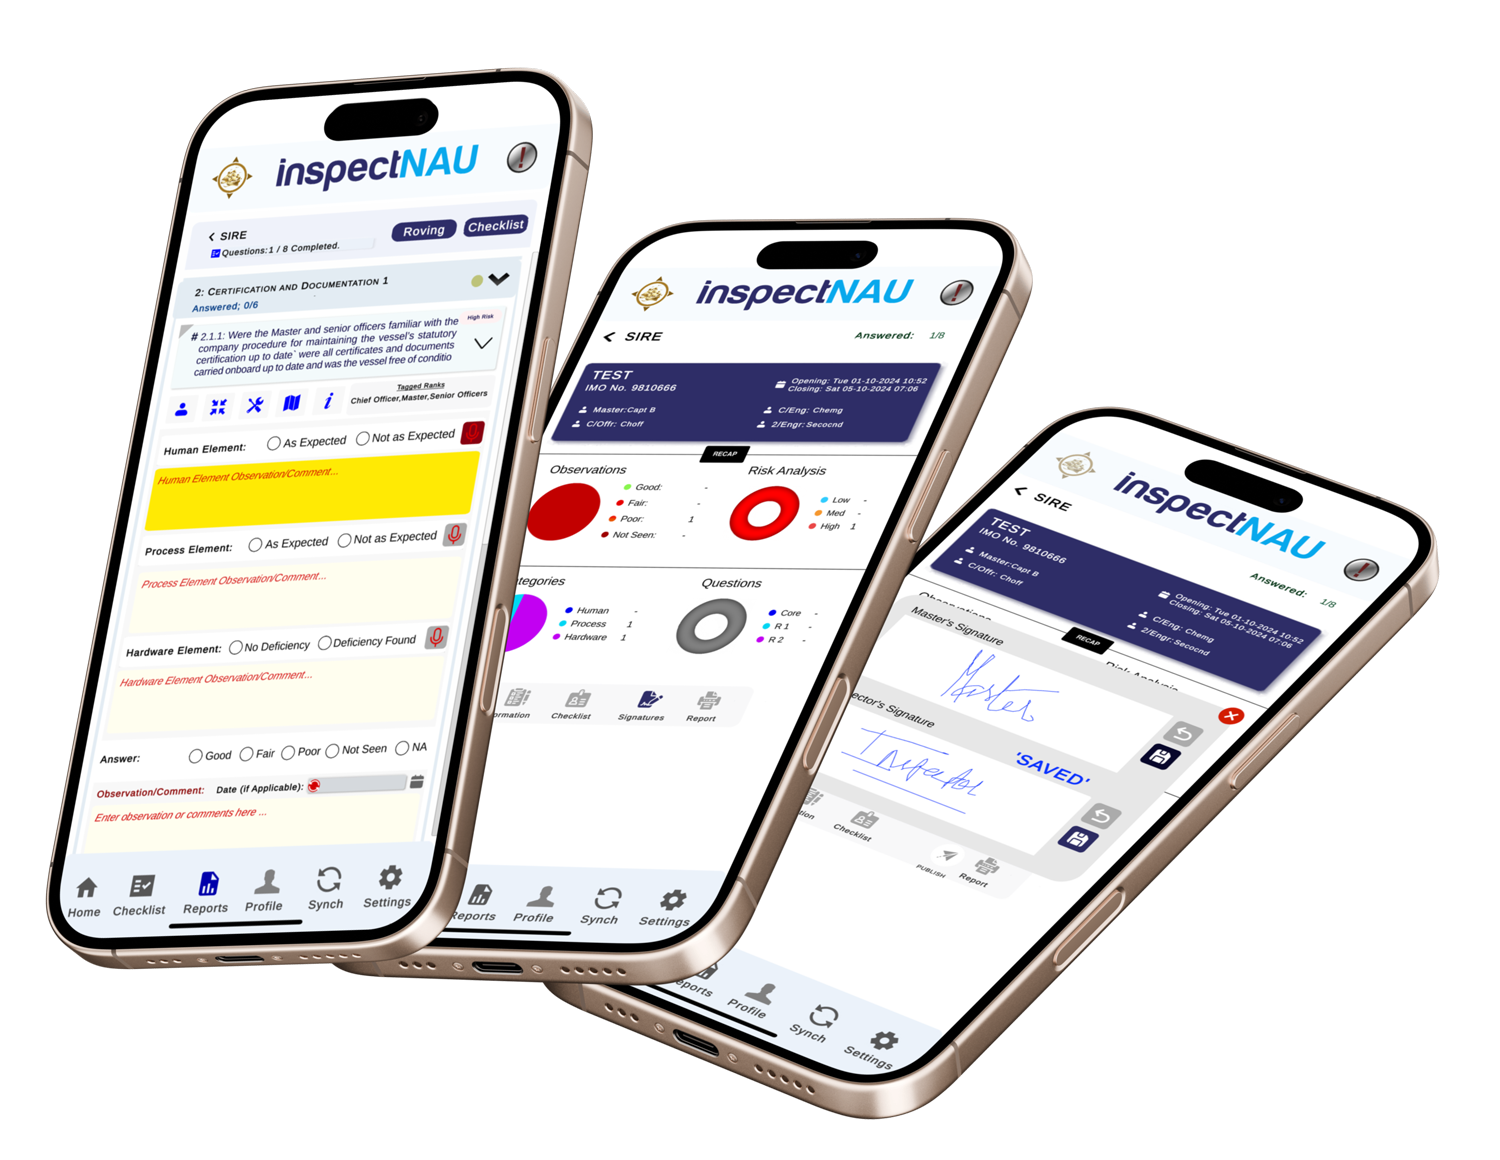 inspectNAU
SIRE
Questions:1 / 8 Completed.
Roving
Checklist
2: Certification and Documentation 1
Answered; 0/6
# 2.1.1: Were the Master and senior officers familiar with the
company procedure for maintaining the vessel's statutory
certification up to date` were all certificates and documents
carried onboard up to date and was the vessel free of conditio
High Risk
Tagged Ranks
Chief Officer,Master,Senior Officers
Human Element:
As Expected
Not as Expected
Human Element Observation/Comment...
Process Element:
As Expected
Not as Expected
Process Element Observation/Comment...
Hardware Element:
No Deficiency
Deficiency Found
Hardware Element Observation/Comment...
Answer:
Good
Fair
Poor
Not Seen
NA
Observation/Comment:
Date (if Applicable):
Enter observation or comments here ...
Home
Checklist
Reports
Profile
Synch
Settings
inspectNAU
SIRE
Answered: 1/8
TEST
IMO No. 9810666
Opening: Tue 01-10-2024 10:52
Closing: Sat 05-10-2024 07:06
Master:Capt B
C/Eng: Chemg
C/Offr: Choff
2/Engr: Secocnd
RECAP
Observations
Good: -
Fair: -
Poor: 1
Not Seen: -
Risk Analysis
Low -
Med -
High 1
tegories
Human -
Process 1
Hardware 1
Questions
Core -
R 1 -
R 2 -
ormation
Checklist
Signatures
Report
Reports
Profile
Synch
Settings
inspectNAU
SIRE
Answered: 1/8
TEST
IMO No. 9810666
Master:Capt B
C/Offr: Choff
Opening: Tue 01-10-2024 10:52
Closing: Sat 05-10-2024 07:06
C/Eng: Chemg
2/Engr: Secocnd
RECAP
Observations
Risk Analysis
Master's Signature
Master
ector's Signature
'SAVED'
tion
Checklist
PUBLISH
Report
eports
Profile
Synch
Settings